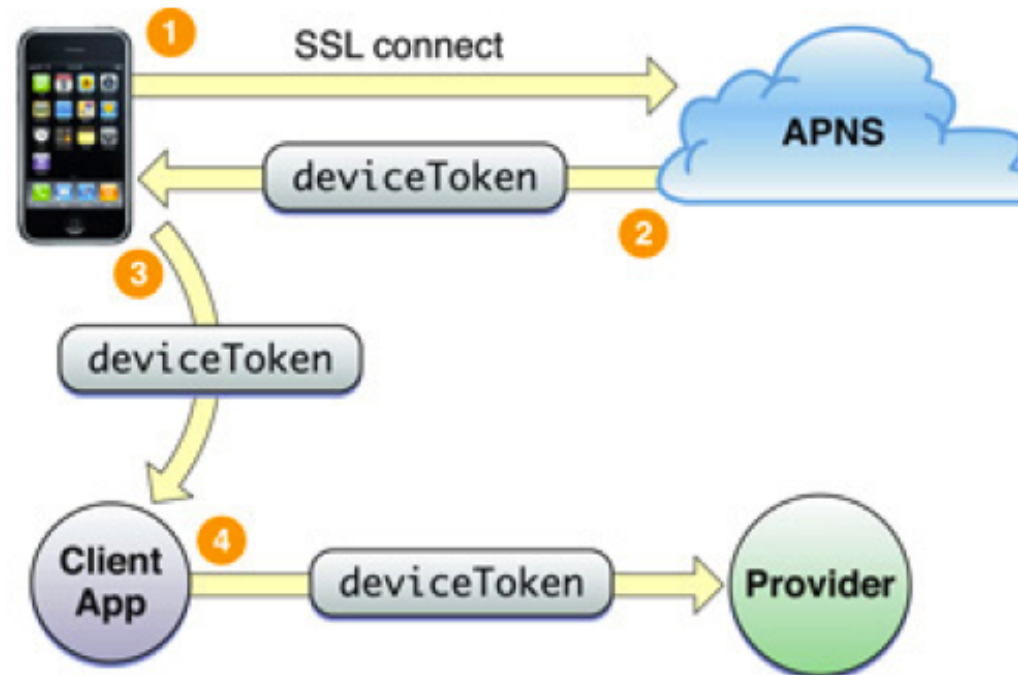 1
SSL connect
APNS
deviceToken
2
3
deviceToken
Client
App
4
deviceToken
Provider